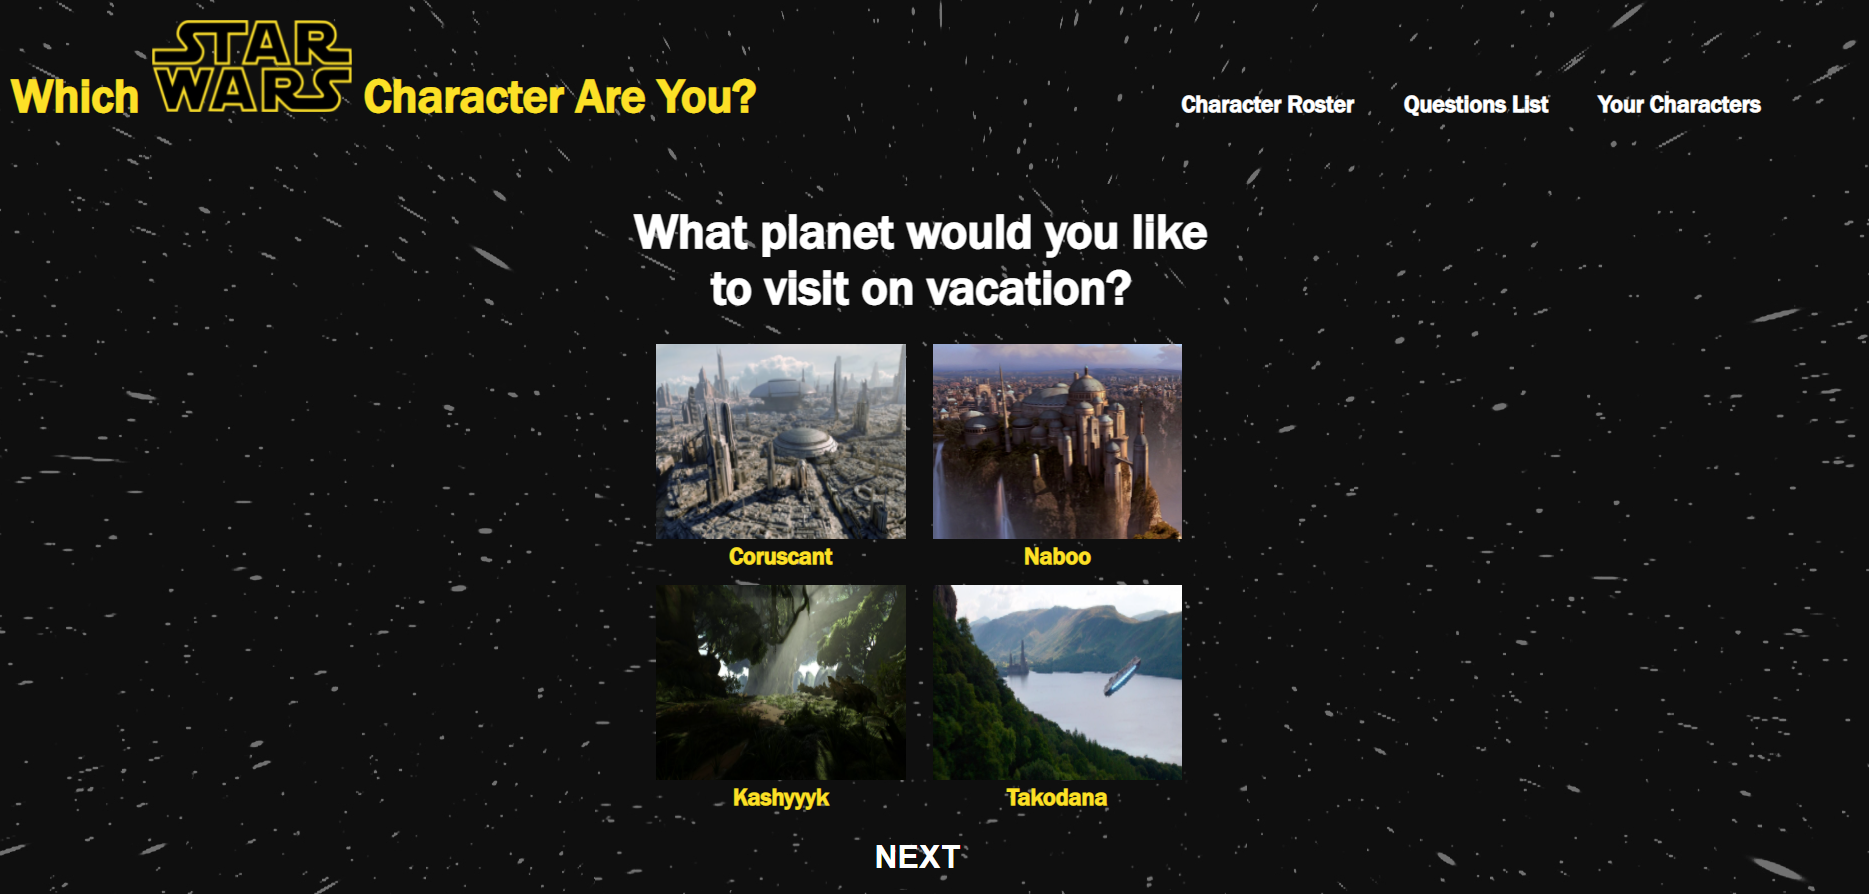 Which STAR WARS Character Are You?
Character Roster
Questions List
Your Characters
What planet would you like
to visit on vacation?
Coruscant
Naboo
Kashyyyk
Takodana
NEXT